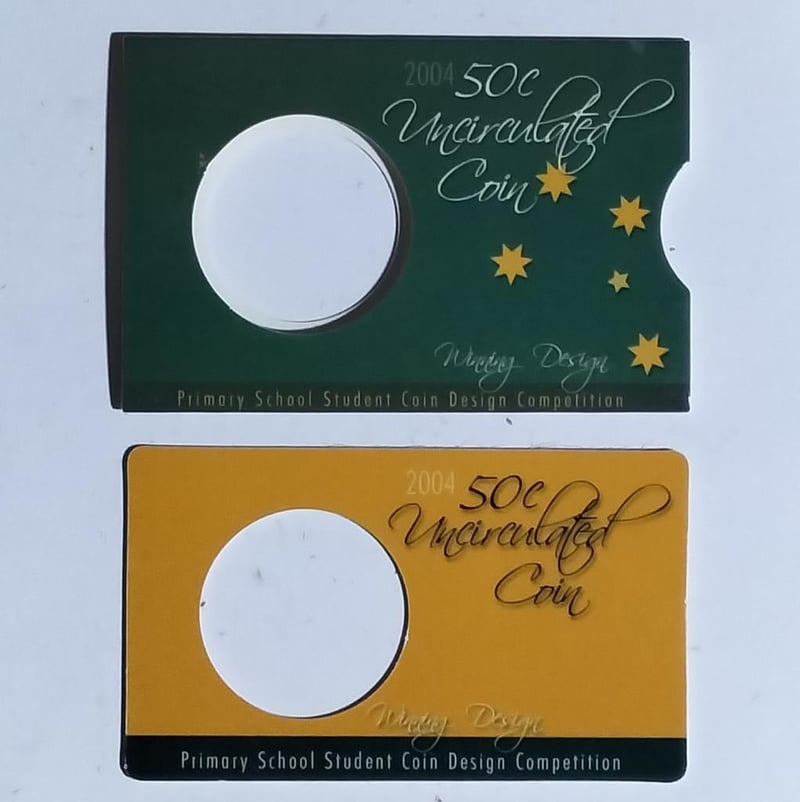 2004 50c
Uncirculated
Coin
Winning Design
Primary School Student Coin Design Competition
2004 50c
Uncirculated
Coin
Winning Design
Primary School Student Coin Design Competition